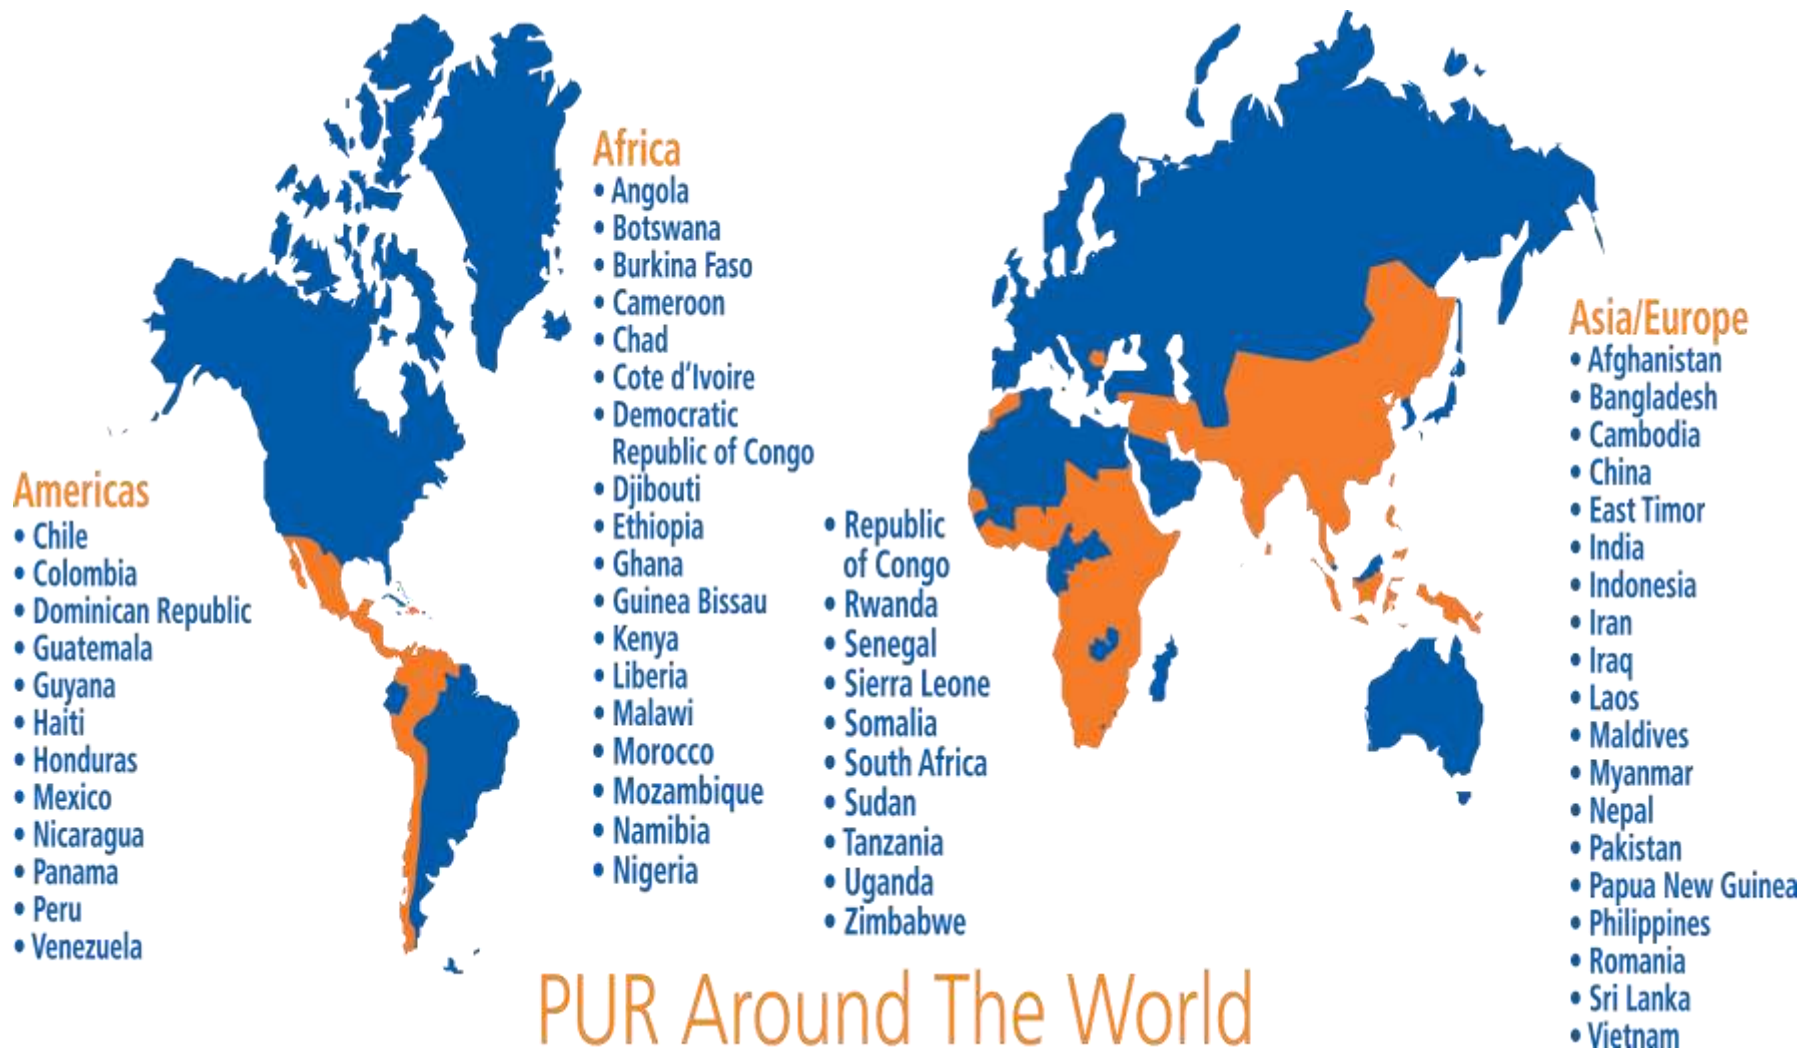 Americas
• Chile
• Colombia
• Dominican Republic
• Guatemala
• Guyana
• Haiti
• Honduras
• Mexico
• Nicaragua
• Panama
• Peru
• Venezuela
Africa
• Angola
• Botswana
• Burkina Faso
• Cameroon
• Chad
• Cote d'Ivoire
• Democratic
Republic of Congo
• Djibouti
• Ethiopia
• Ghana
• Guinea Bissau
• Kenya
• Liberia
• Malawi
• Morocco
• Mozambique
• Namibia
• Nigeria
• Republic
of Congo
• Rwanda
• Senegal
• Sierra Leone
• Somalia
• South Africa
• Sudan
• Tanzania
• Uganda
• Zimbabwe
Asia/Europe
• Afghanistan
• Bangladesh
• Cambodia
• China
• East Timor
• India
• Indonesia
• Iran
• Iraq
• Laos
• Maldives
• Myanmar
• Nepal
• Pakistan
• Papua New Guinea
• Philippines
• Romania
• Sri Lanka
• Vietnam
PUR Around The World